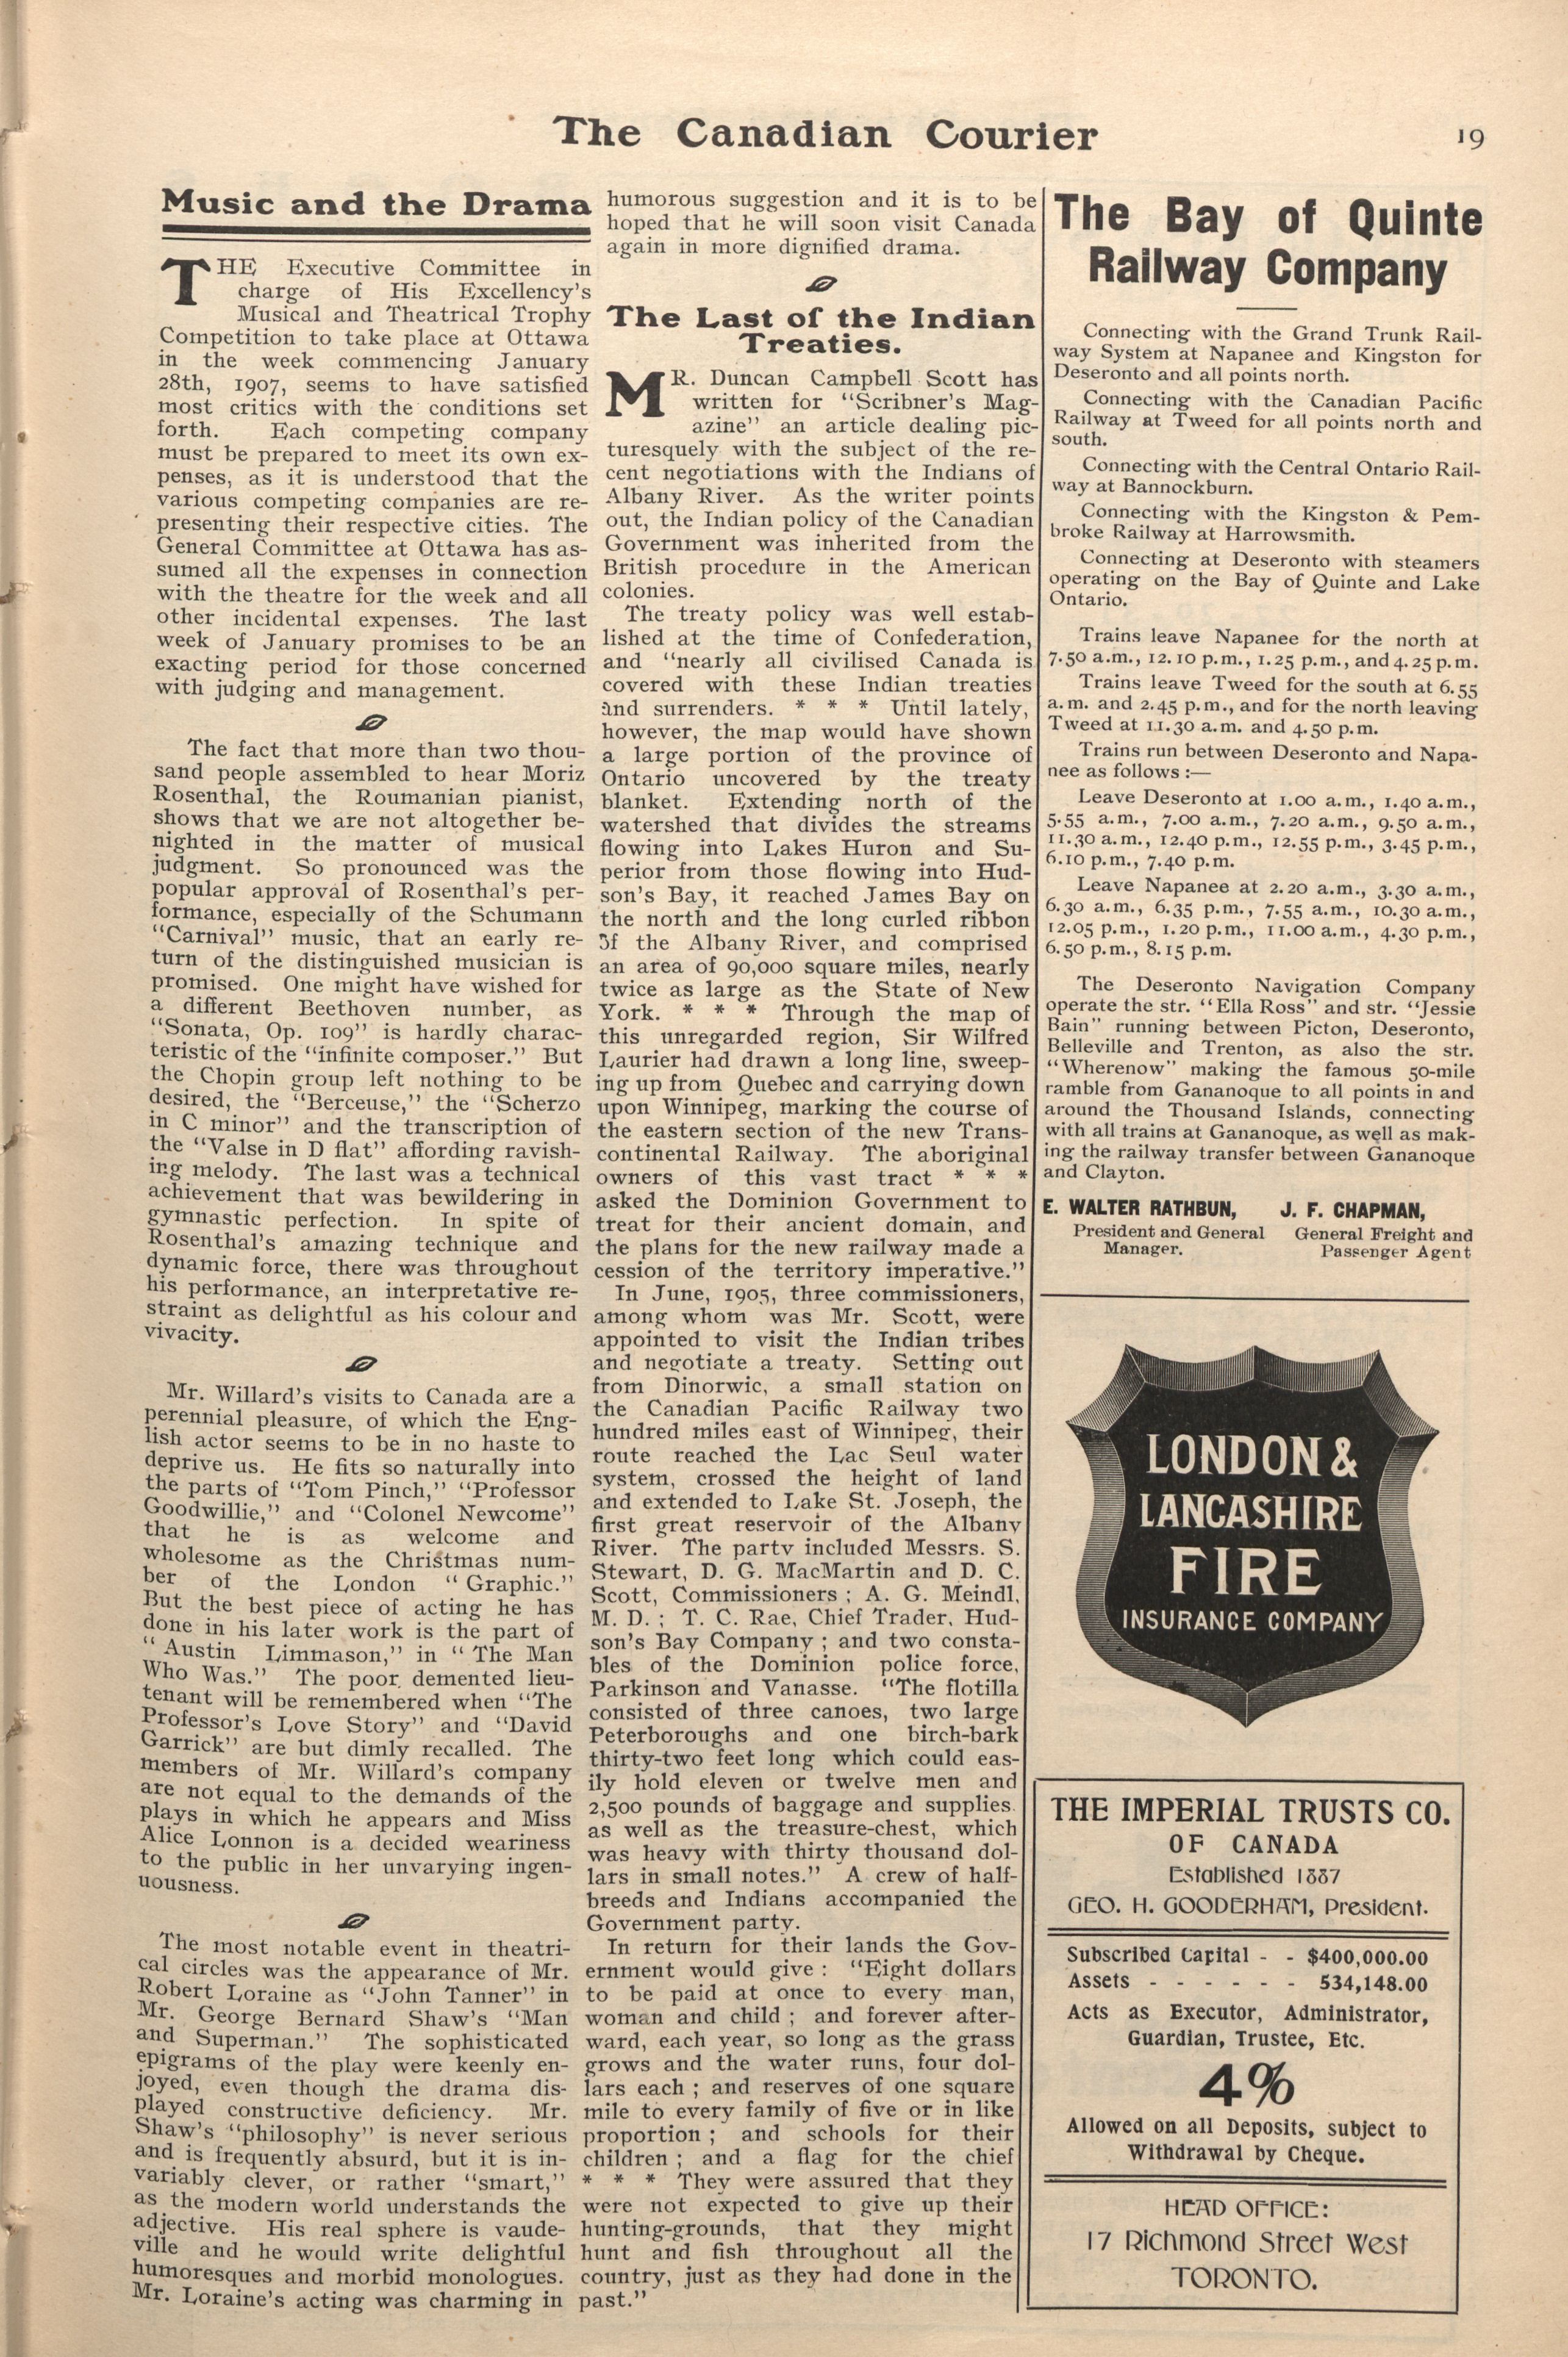 The Canadian Courier
19
Music and the Drama
THE Executive Committee in
charge of His Excellency's
Musical and Theatrical Trophy
Competition to take place at Ottawa
in the week commencing January
28th, 1907, seems to have satisfied
most critics with the conditions set
forth. Each competing company
must be prepared to meet its own ex-
penses, as it is understood that the
various competing companies are re-
presenting their respective cities. The
General Committee at Ottawa has as-
sumed all the expenses in connection
with the theatre for the week and all
other incidental expenses. The last
week of January promises to be an
exacting period for those concerned
with judging and management.
The fact that more than two thou-
sand people assembled to hear Moriz
Rosenthal, the Roumanian pianist,
shows that we are not altogether be-
nighted in the matter of musical
judgment. So pronounced was the
popular approval of Rosenthal's per-
formance, especially of the Schumann
"Carnival" music, that an early re-
turn of the distinguished musician is
promised. One might have wished for
a different Beethoven number, as
"Sonata, Op. 109" is hardly charac-
teristic of the "infinite composer." But
the Chopin group left nothing to be
desired, the "Berceuse," the "Scherzo
in C minor" and the transcription of
the "Valse in D flat" affording ravish-
ing melody. The last was a technical
achievement that was bewildering in
gymnastic perfection. In spite of
Rosenthal's amazing technique and
dynamic force, there was throughout
his performance, an interpretative re-
straint as delightful as his colour and
vivacity.
Mr. Willard's visits to Canada are a
perennial pleasure, of which the Eng-
lish actor seems to be in no haste to
deprive us. He fits so naturally into
the parts of "Tom Pinch," "Professor
Goodwillie," and "Colonel Newcome"
that he is as welcome and
wholesome as the Christmas num-
ber of the London "Graphic."
But the best piece of acting he has
done in his later work is the part of
"Austin Limmason," in "The Man
Who Was." The poor demented lieu-
tenant will be remembered when "The
Professor's Love Story" and "David
Garrick" are but dimly recalled. The
members of Mr. Willard's company
are not equal to the demands of the
plays in which he appears and Miss
Alice Lonnon is a decided weariness
to the public in her unvarying ingen-
uousness.
The most notable event in theatri-
cal circles was the appearance of Mr.
Robert Loraine as "John Tanner" in
Mr. George Bernard Shaw's "Man
and Superman." The sophisticated
epigrams of the play were keenly en-
joyed, even though the drama dis-
played constructive deficiency. Mr.
Shaw's "philosophy" is never serious
and is frequently absurd, but it is in-
variably clever, or rather "smart,"
as the modern world understands the
adjective. His real sphere is vaude-
ville and he would write delightful
humoresques and morbid monologues.
Mr. Loraine's acting was charming in
humorous suggestion and it is to be
hoped that he will soon visit Canada
again in more dignified drama.
The Last of the Indian
Treaties.
MR. Duncan Campbell Scott has
written for "Scribner's Mag-
azine" an article dealing pic-
turesquely with the subject of the re-
cent negotiations with the Indians of
Albany River. As the writer points
out, the Indian policy of the Canadian
Government was inherited from the
British procedure in the American
colonies.
The treaty policy was well estab-
lished at the time of Confederation,
and "nearly all civilised Canada is
covered with these Indian treaties
and surrenders. * * * Until lately,
however, the map would have shown
a large portion of the province of
Ontario uncovered by the treaty
blanket. Extending north of the
watershed that divides the streams
flowing into Lakes Huron and Su-
perior from those flowing into Hud-
son's Bay, it reached James Bay on
the north and the long curled ribbon
of the Albany River, and comprised
an area of 90,000 square miles, nearly
twice as large as the State of New
York. * * * Through the map of
this unregarded region, Sir Wilfred
Laurier had drawn a long line, sweep-
ing up from Quebec and carrying down
upon Winnipeg, marking the course of
the eastern section of the new Trans-
continental Railway. The aboriginal
owners of this vast tract * * *
asked the Dominion Government to
treat for their ancient domain, and
the plans for the new railway made a
cession of the territory imperative."
In June, 1905, three commissioners,
among whom was Mr. Scott, were
appointed to visit the Indian tribes
and negotiate a treaty. Setting out
from Dinorwic, a small station on
the Canadian Pacific Railway two
hundred miles east of Winnipeg, their
route reached the Lac Seul water
system, crossed the height of land
and extended to Lake St. Joseph, the
first great reservoir of the Albany
River. The party included Messrs. S.
Stewart, D. G. MacMartin and D. C.
Scott, Commissioners; A. G. Meindl,
M. D.; T. C. Rae, Chief Trader, Hud-
son's Bay Company; and two consta-
bles of the Dominion police force,
Parkinson and Vanasse. "The flotilla
consisted of three canoes, two large
Peterboroughs and one birch-bark
thirty-two feet long which could eas-
ily hold eleven or twelve men and
2,500 pounds of baggage and supplies
as well as the treasure-chest, which
was heavy with thirty thousand dol-
lars in small notes." A crew of half-
breeds and Indians accompanied the
Government party.
In return for their lands the Gov-
ernment would give: "Eight dollars
to be paid at once to every man,
woman and child; and forever after-
ward, each year, so long as the grass
grows and the water runs, four dol-
lars each; and reserves of one square
mile to every family of five or in like
proportion; and schools for their
children; and a flag for the chief
* * * They were assured that they
were not expected to give up their
hunting-grounds, that they might
hunt and fish throughout all the
country, just as they had done in the
past."
The Bay of Quinte
Railway Company
Connecting with the Grand Trunk Rail-
way System at Napanee and Kingston for
Deseronto and all points north.
Connecting with the Canadian Pacific
Railway at Tweed for all points north and
south.
Connecting with the Central Ontario Rail-
way at Bannockburn.
Connecting with the Kingston & Pem-
broke Railway at Harrowsmith.
Connecting at Deseronto with steamers
operating on the Bay of Quinte and Lake
Ontario.
Trains leave Napanee for the north at
7.50 a.m., 12.10 p.m., 1.25 p.m., and 4.25 p.m.
Trains leave Tweed for the south at 6.55
a.m. and 2.45 p.m., and for the north leaving
Tweed at 11.30 a.m. and 4.50 p.m.
Trains run between Deseronto and Napa-
nee as follows:—
Leave Deseronto at 1.00 a.m., 1.40 a.m.,
5.55 a.m., 7.00 a.m., 7.20 a.m., 9.50 a.m.,
11.30 a.m., 12.40 p.m., 12.55 p.m., 3.45 p.m.,
6.10 p.m., 7.40 p.m.
Leave Napanee at 2.20 a.m., 3.30 a.m.,
6.30 a.m., 6.35 p.m., 7.55 a.m., 10.30 a.m.,
12.05 p.m., 1.20 p.m., 11.00 a.m., 4.30 p.m.,
6.50 p.m., 8.15 p.m.
The Deseronto Navigation Company
operate the str. "Ella Ross" and str. "Jessie
Bain" running between Picton, Deseronto,
Belleville and Trenton, as also the str.
"Wherenow" making the famous 50-mile
ramble from Gananoque to all points in and
around the Thousand Islands, connecting
with all trains at Gananoque, as well as mak-
ing the railway transfer between Gananoque
and Clayton.
E. WALTER RATHBUN, J. F. CHAPMAN,
President and General General Freight and
Manager. Passenger Agent
LONDON &
LANCASHIRE
FIRE
INSURANCE COMPANY
THE IMPERIAL TRUSTS CO.
OF CANADA
Established 1887
GEO. H. GOODERHAM, President.
Subscribed Capital - - $400,000.00
Assets - - - - - - 534,148.00
Acts as Executor, Administrator,
Guardian, Trustee, Etc.
4%
Allowed on all Deposits, subject to
Withdrawal by Cheque.
HEAD OFFICE:
17 Richmond Street West
TORONTO.